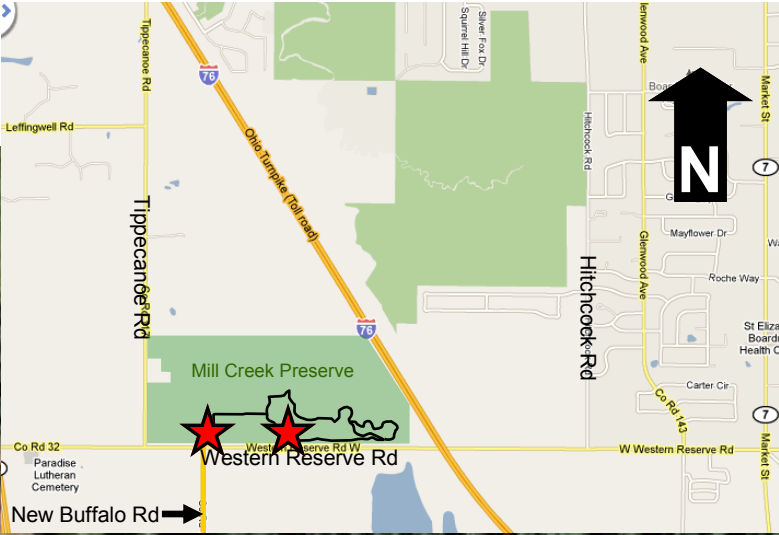 Tippecanoe Rd
Squirrel Hill Dr
Silver Fox Dr
Glenwood Ave
Market St
76
Leffingwell Rd
Ohio Turnpike (Toll road)
Hitchcock Rd
N
7
Mayflower Dr
Tippecanoe Rd
Glenwood Ave
Roche Way
Hitchcock Rd
76
St Eliza
Board
Health C
Mill Creek Preserve
Carter Cir
Co Rd 143
7
Co Rd 32
Western Reserve Rd W
W Western Reserve Rd
Western Reserve Rd
Market St
Paradise
Lutheran
Cemetery
New Buffalo Rd